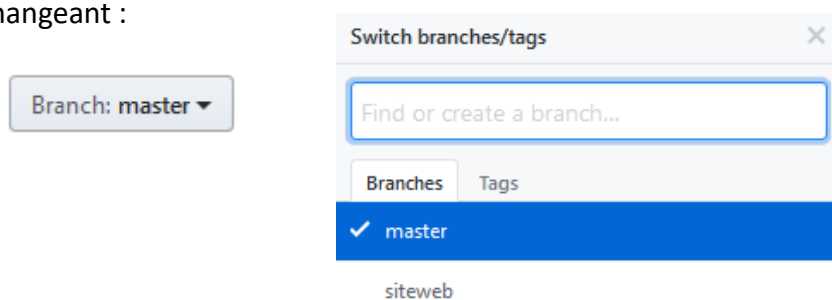 hangeant :
Switch branches/tags
Branch: master
Find or create a branch...
Branches Tags
master
siteweb